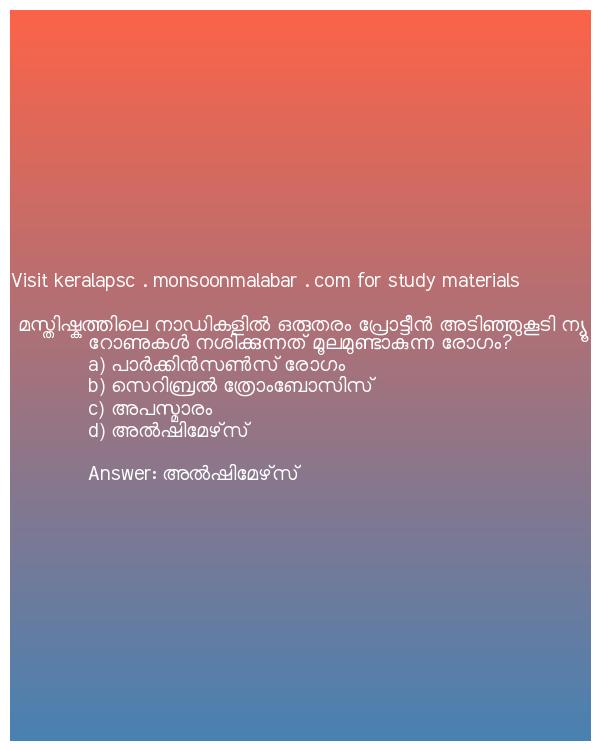 Visit keralapsc . monsoonmalabar . com for study materials
മസ്തിഷ്കത്തിലെ നാഡികളിൽ ഒരുതരം പ്രോട്ടീൻ അടിഞ്ഞുകൂടി ന്യൂ
റോണുകൾ നശിക്കുന്നത് മൂലമുണ്ടാകുന്ന രോഗം?
a) പാർക്കിൻസൺസ് രോഗം
b) സെറിബ്രൽ ത്രോംബോസിസ്
c) അപസ്മാരം
d) അൽഷിമേഴ്സ്
Answer: അൽഷിമേഴ്സ്